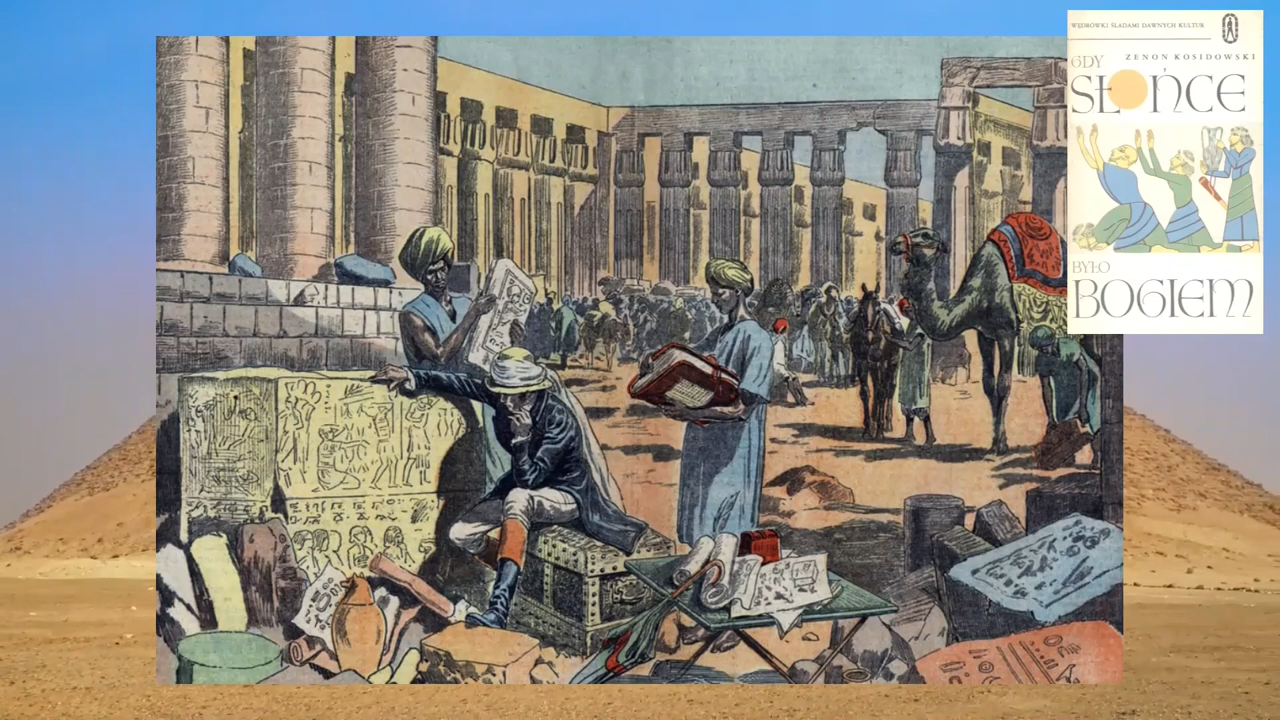 WĘDRÓWKI ŚLADAMI DAWNYCH KULTUR
ZENON KOSIDOWSKI
GDY
SŁOŃCE
BYŁO
BOGIEM